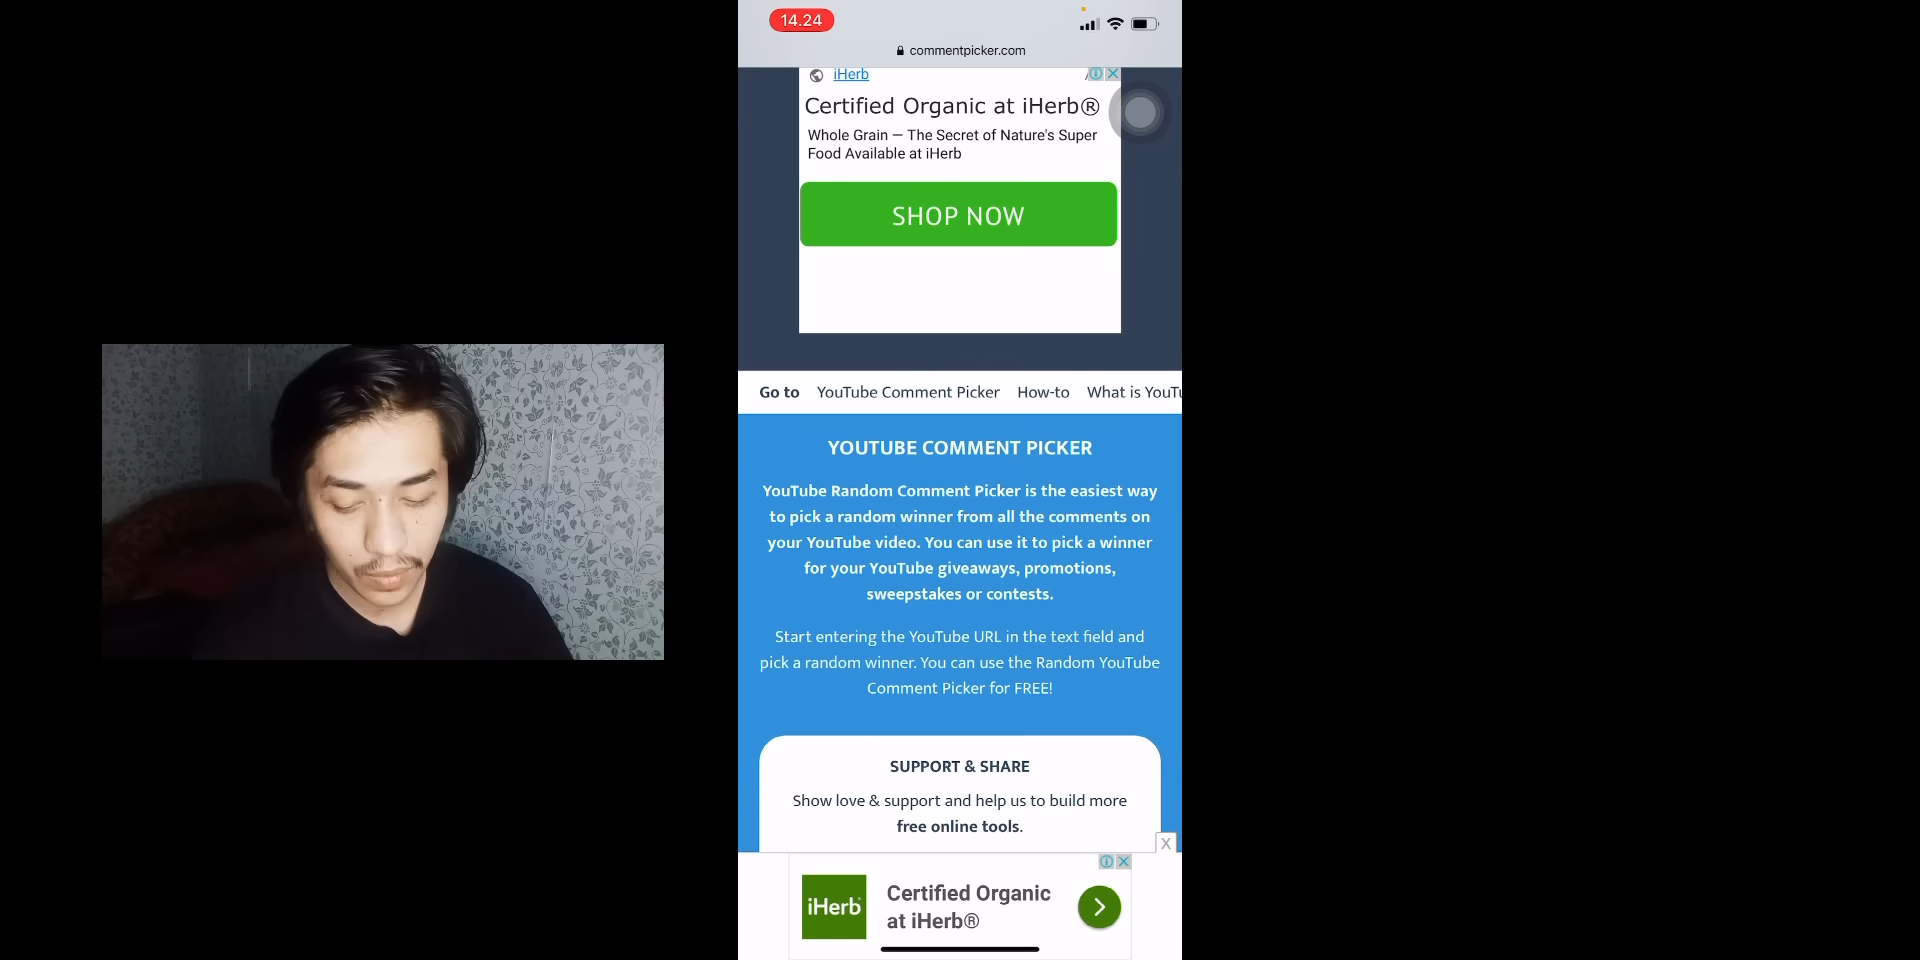 14.24
commentpicker.com
iHerb
Certified Organic at iHerb®
Whole Grain — The Secret of Nature's Super
Food Available at iHerb
SHOP NOW
Go to YouTube Comment Picker How-to What is YouTu
YOUTUBE COMMENT PICKER
YouTube Random Comment Picker is the easiest way
to pick a random winner from all the comments on
your YouTube video. You can use it to pick a winner
for your YouTube giveaways, promotions,
sweepstakes or contests.
Start entering the YouTube URL in the text field and
pick a random winner. You can use the Random YouTube
Comment Picker for FREE!
SUPPORT & SHARE
Show love & support and help us to build more
free online tools.
X
iHerb
Certified Organic
at iHerb®